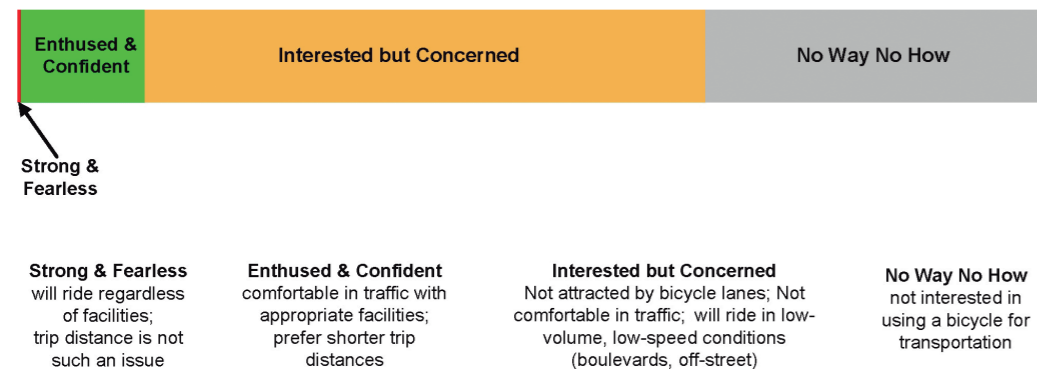 Enthused &
Confident
Interested but Concerned
No Way No How
Strong &
Fearless
Strong & Fearless
will ride regardless
of facilities;
trip distance is not
such an issue
Enthused & Confident
comfortable in traffic with
appropriate facilities;
prefer shorter trip
distances
Interested but Concerned
Not attracted by bicycle lanes; Not
comfortable in traffic; will ride in low-
volume, low-speed conditions
(boulevards, off-street)
No Way No How
not interested in
using a bicycle for
transportation